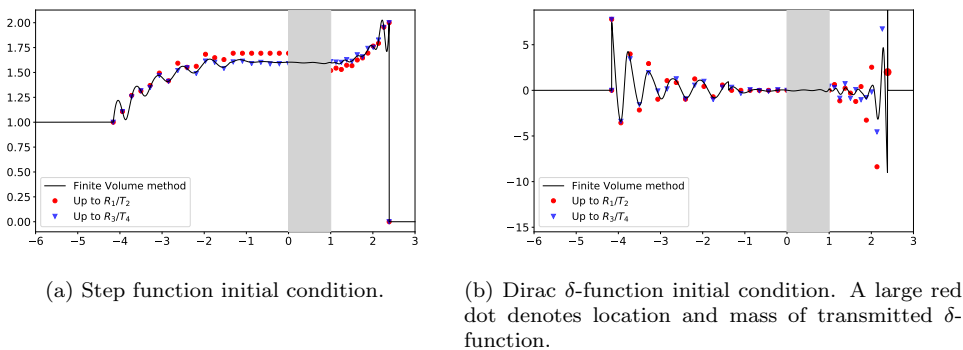 2.00
1.75
1.50
1.25
1.00
0.75
0.50
0.25
0.00
Finite Volume method
Up to R₁/T₂
Up to R₃/T₄
−6 −5 −4 −3 −2 −1 0 1 2 3
5
0
−5
−10
−15
Finite Volume method
Up to R₁/T₂
Up to R₃/T₄
−6 −5 −4 −3 −2 −1 0 1 2 3
(a) Step function initial condition.
(b) Dirac δ-function initial condition. A large red
dot denotes location and mass of transmitted δ-
function.